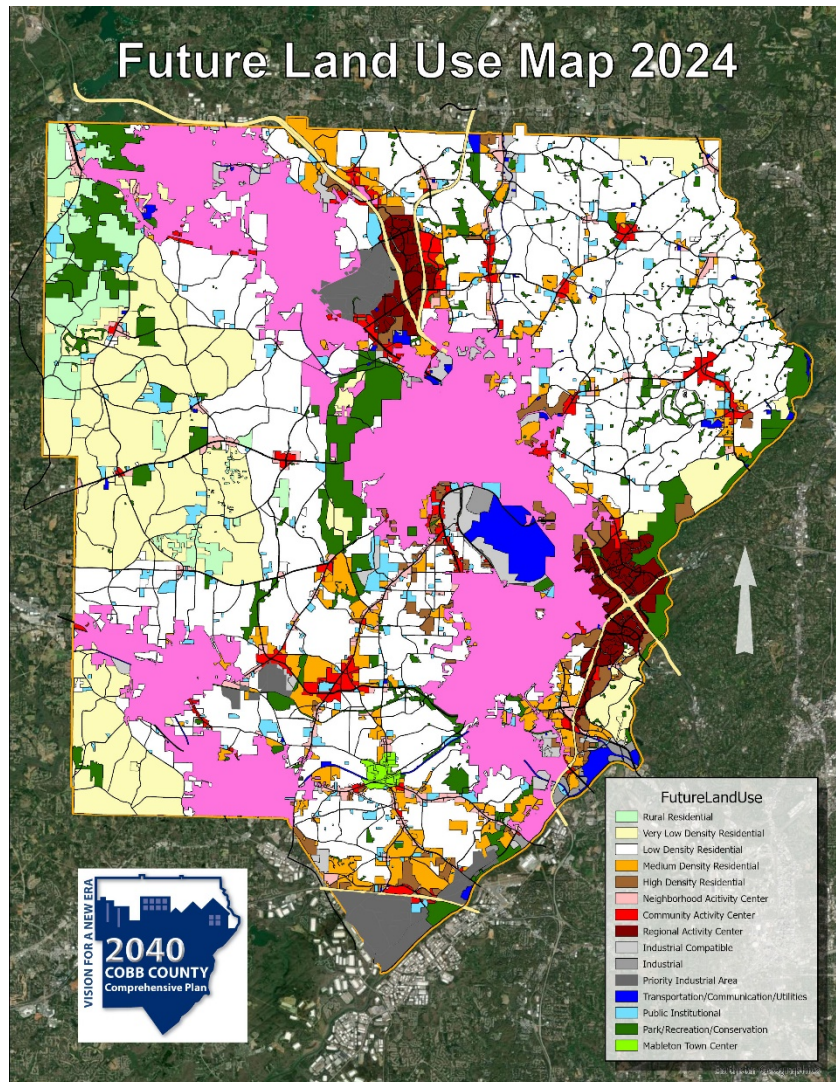 Future Land Use Map 2024
FutureLandUse
Rural Residential
Very Low Density Residential
Low Density Residential
Medium Density Residential
High Density Residential
Neighborhood Acitivity Center
Community Activity Center
Regional Activity Center
Industrial Compatible
Industrial
Priority Industrial Area
Transportation/Communication/Utilities
Public Institutional
Park/Recreation/Conservation
Mableton Town Center
VISION FOR A NEW ERA
2040
COBB COUNTY
Comprehensive Plan